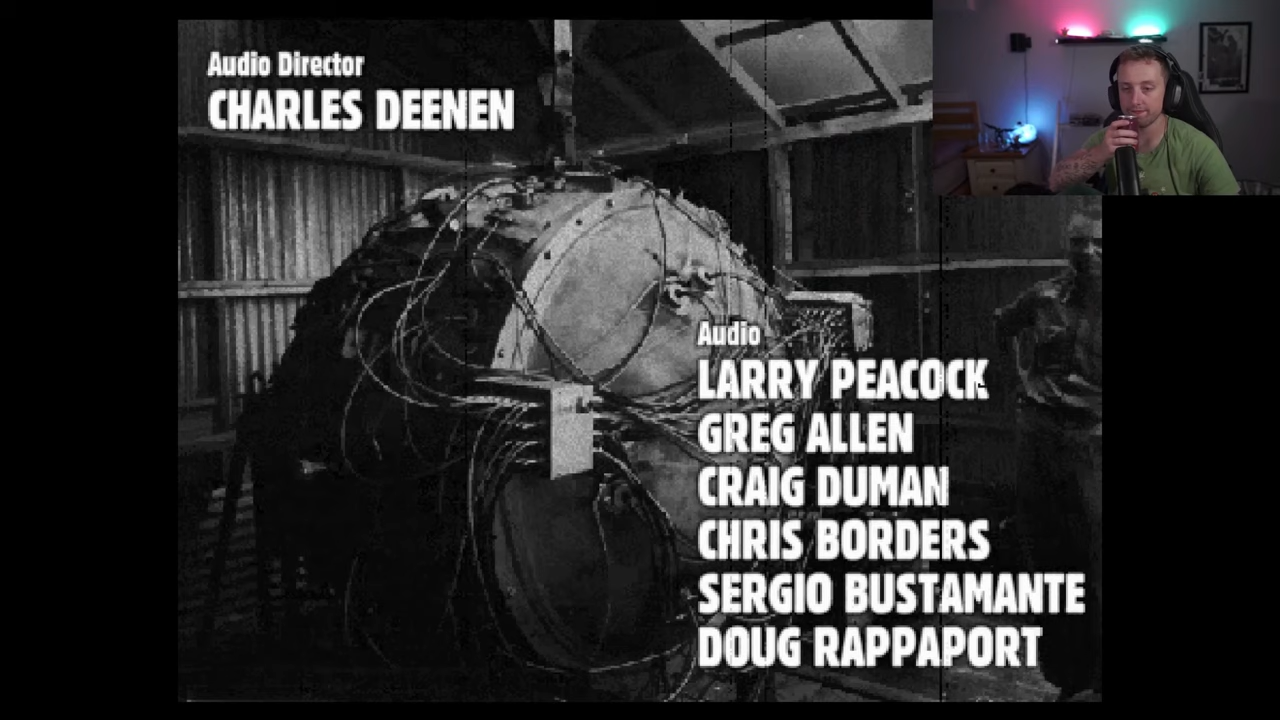 Audio Director
CHARLES DEENEN
Audio
LARRY PEACOCK
GREG ALLEN
CRAIG DUMAN
CHRIS BORDERS
SERGIO BUSTAMANTE
DOUG RAPPAPORT